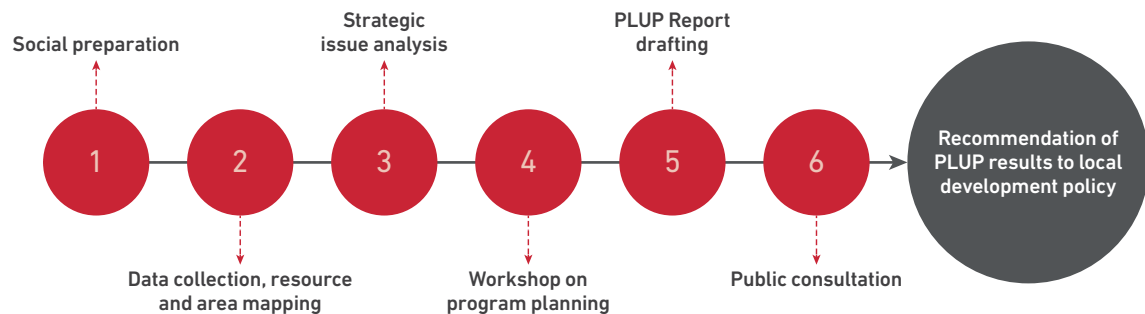 Social preparation
Strategic
issue analysis
PLUP Report
drafting
1
2
3
4
5
6
Recommendation of
PLUP results to local
development policy
Data collection, resource
and area mapping
Workshop on
program planning
Public consultation